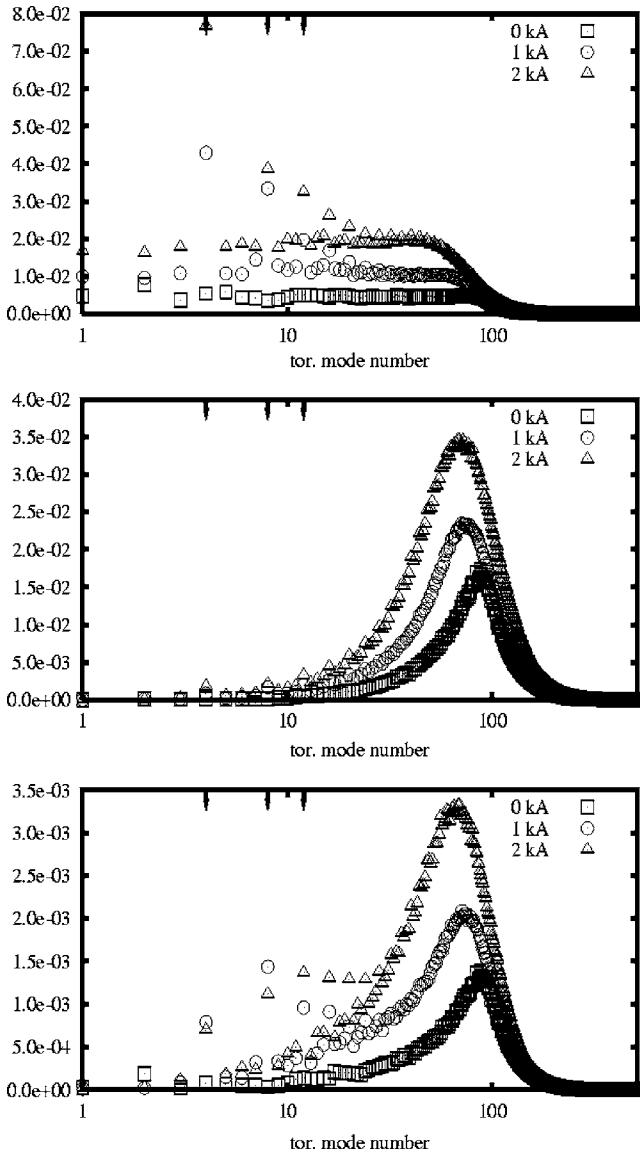 8.0e-02
0 kA
1 kA
2 kA
7.0e-02
6.0e-02
5.0e-02
4.0e-02
3.0e-02
2.0e-02
1.0e-02
0.0e+00
1 10 100
tor. mode number
4.0e-02
0 kA
1 kA
2 kA
3.5e-02
3.0e-02
2.5e-02
2.0e-02
1.5e-02
1.0e-02
5.0e-03
0.0e+00
1 10 100
tor. mode number
3.5e-03
0 kA
1 kA
2 kA
3.0e-03
2.5e-03
2.0e-03
1.5e-03
1.0e-03
5.0e-04
0.0e+00
1 10 100
tor. mode number